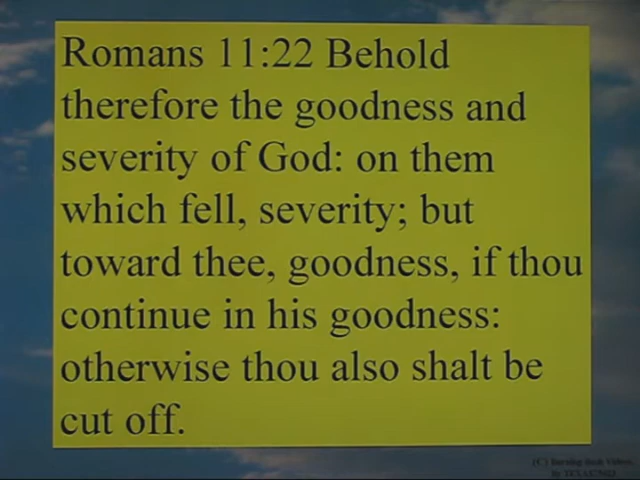 Romans 11:22 Behold
therefore the goodness and
severity of God: on them
which fell, severity; but
toward thee, goodness, if thou
continue in his goodness:
otherwise thou also shalt be
cut off.
(C)